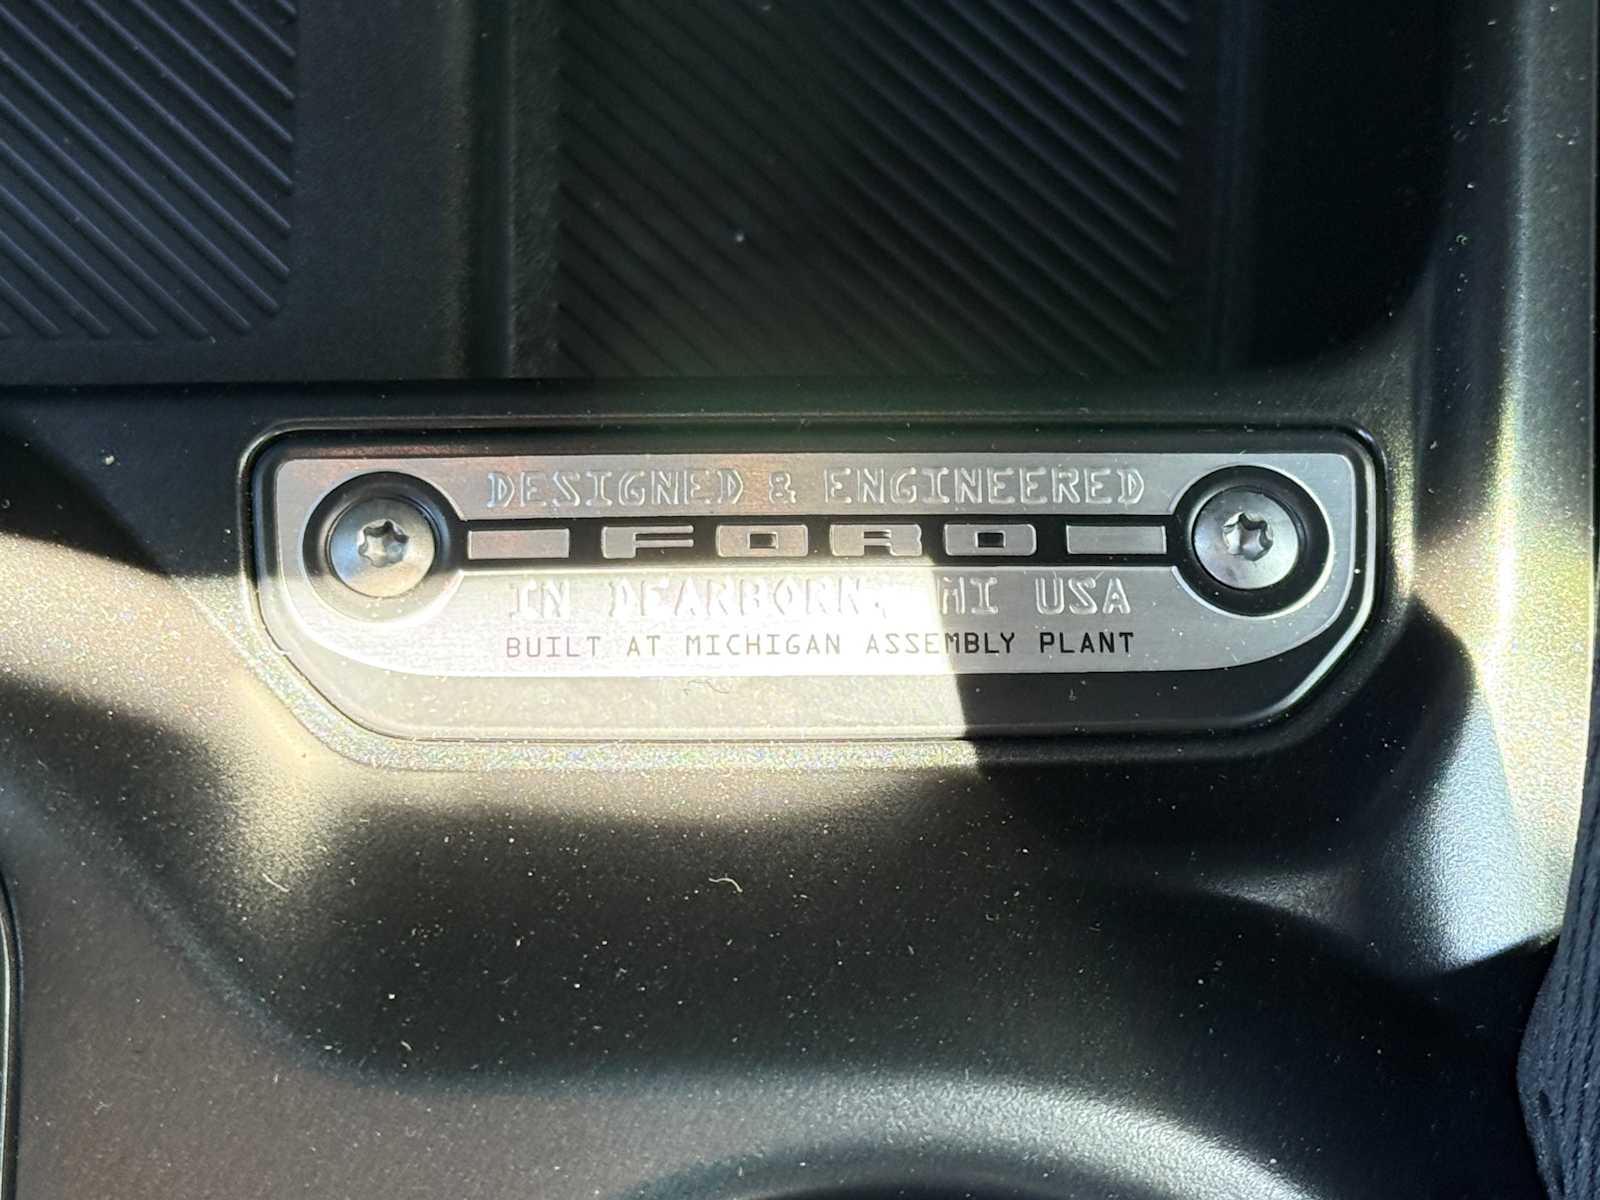 DESIGNED & ENGINEERED
FORD
IN DEARBORN, MI USA
BUILT AT MICHIGAN ASSEMBLY PLANT